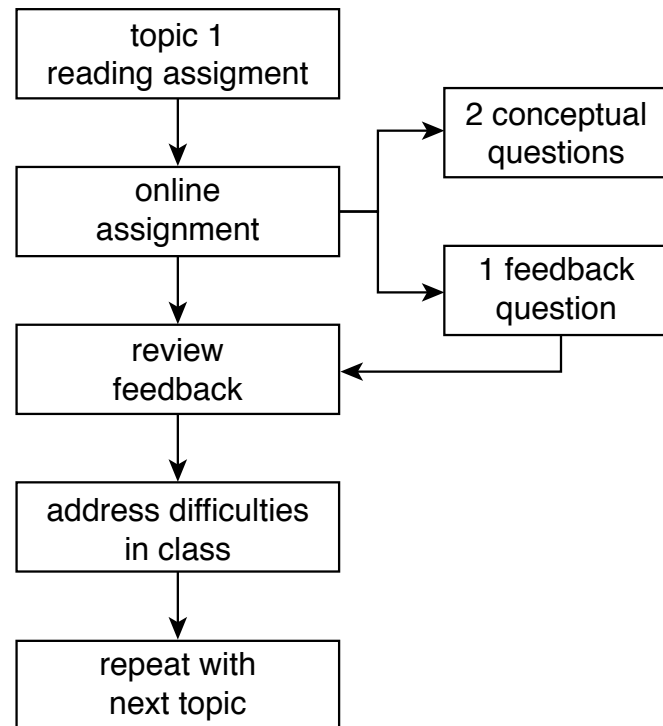 topic 1
reading assigment
2 conceptual
questions
online
assignment
1 feedback
question
review
feedback
address difficulties
in class
repeat with
next topic